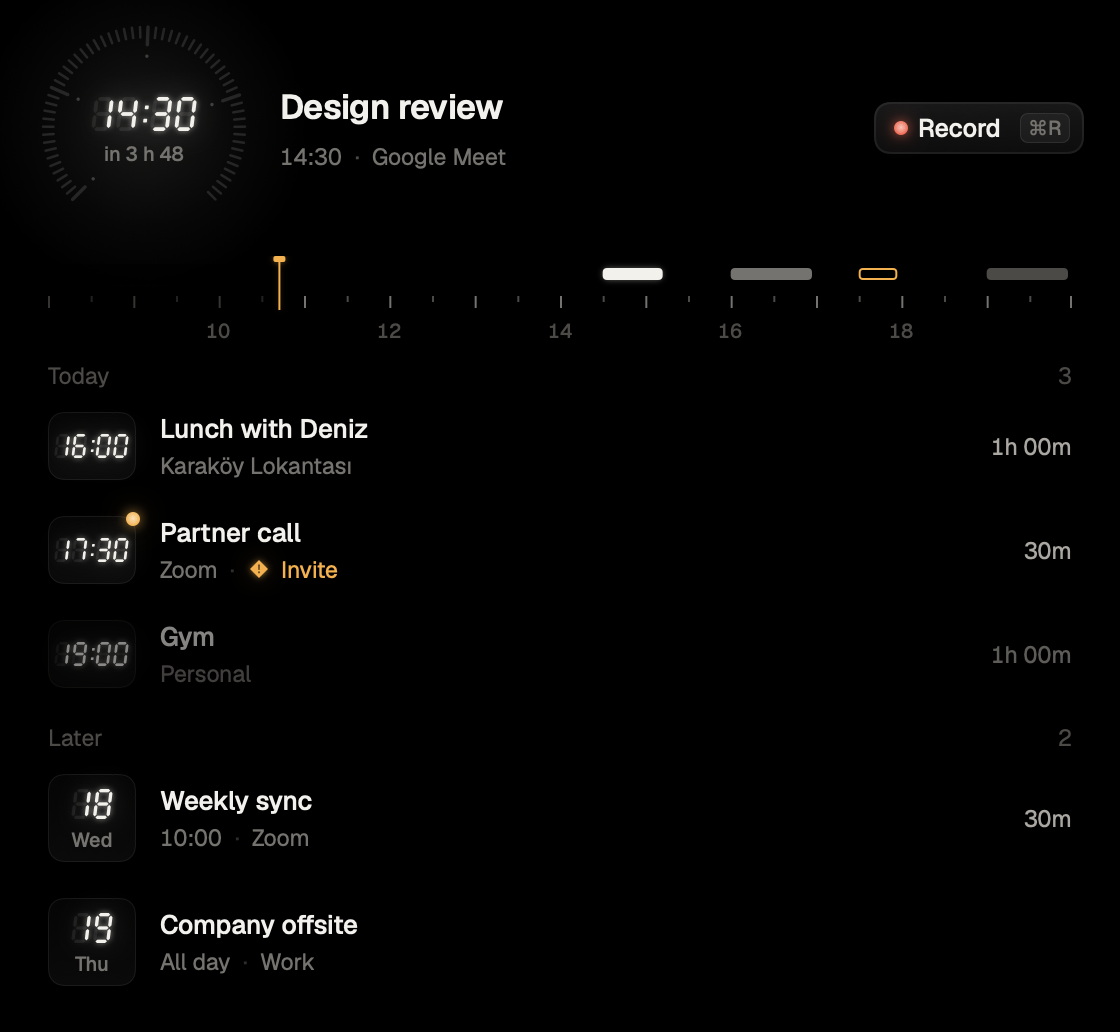 14:30
in 3 h 48
Design review
14:30 · Google Meet
Record ⌘R
10 12 14 16 18
Today 3
16:00
Lunch with Deniz
Karaköy Lokantası
1h 00m
17:30
Partner call
Zoom · Invite
30m
19:00
Gym
Personal
1h 00m
Later 2
18
Wed
Weekly sync
10:00 · Zoom
30m
19
Thu
Company offsite
All day · Work